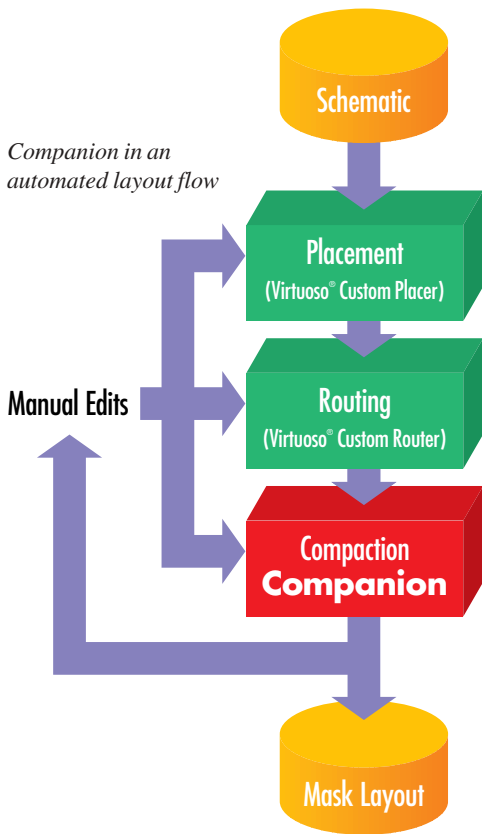 Schematic
Companion in an
automated layout flow
Placement
(Virtuoso® Custom Placer)
Manual Edits
Routing
(Virtuoso® Custom Router)
Compaction
Companion
Mask Layout